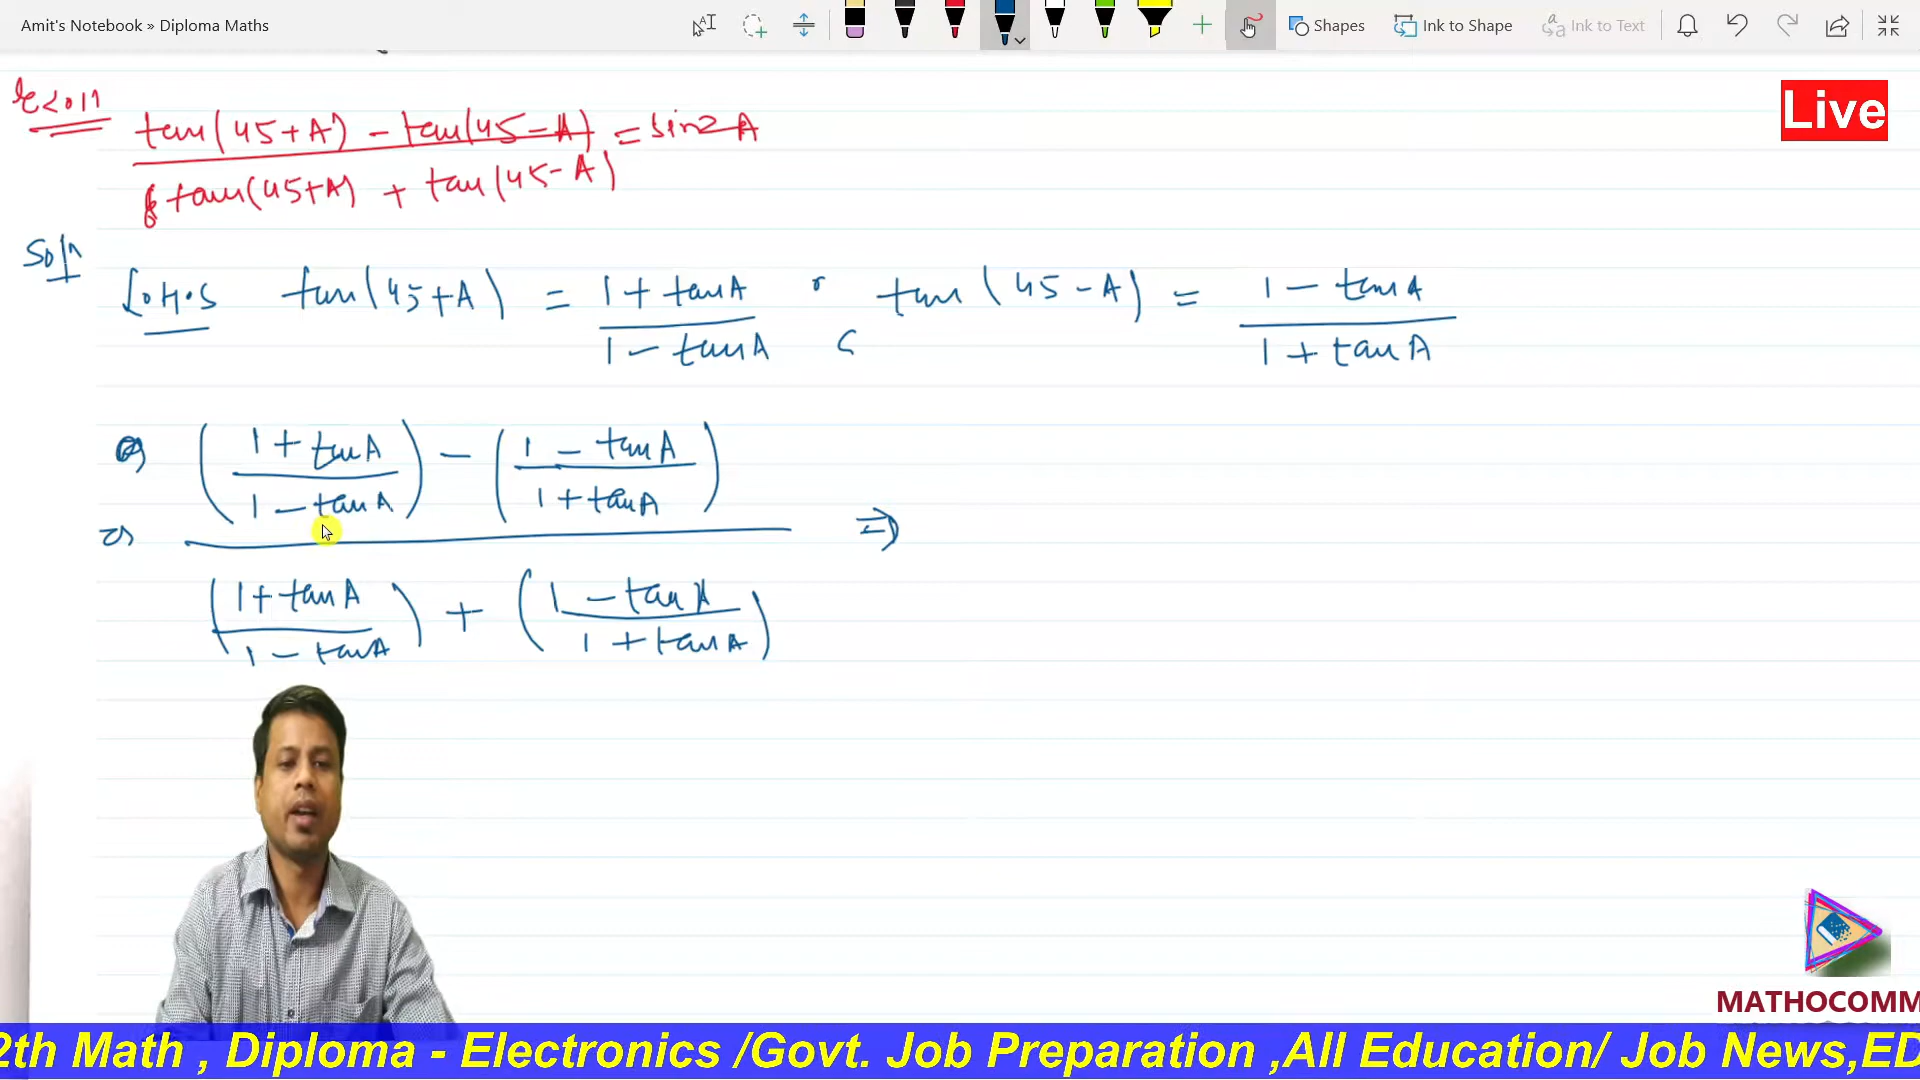 Amit's Notebook » Diploma Maths
Shapes
Ink to Shape
Ink to Text
Live
tan(45+A) - tan(45-A) = sin2A
tan(45+A) + tan(45-A)
Soln
L.H.S tan(45+A) = 1 + tanA , tan(45-A) = 1 - tanA
1 - tanA 1 + tanA
⇒ (1 + tanA) - (1 - tanA)
1 - tanA 1 + tanA
⇒ ⇒
(1 + tanA) + (1 - tanA)
1 - tanA 1 + tanA
MATHOCOMM
2th Math , Diploma - Electronics /Govt. Job Preparation ,All Education/ Job News,ED